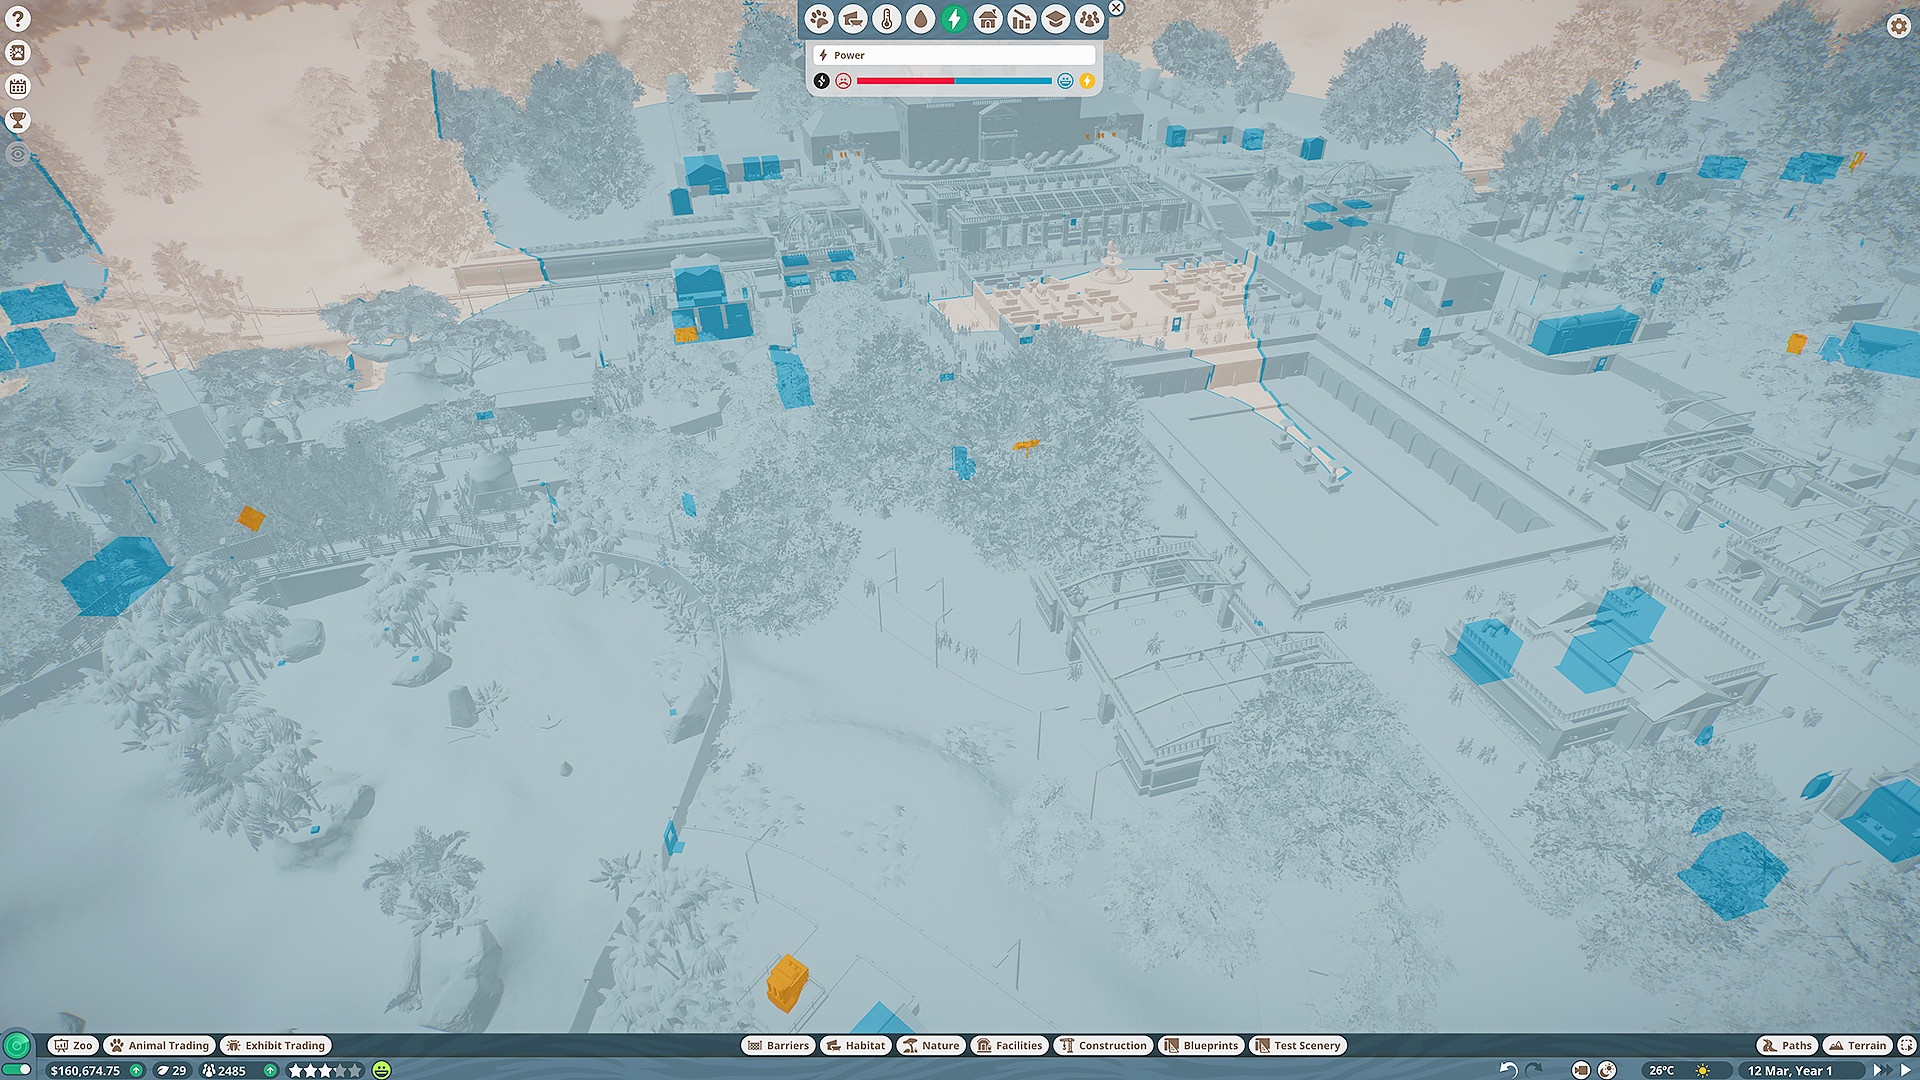 Power
Zoo
Animal Trading
Exhibit Trading
Barriers
Habitat
Nature
Facilities
Construction
Blueprints
Test Scenery
Paths
Terrain
$160,674.75
29
2485
26°C
12 Mar, Year 1